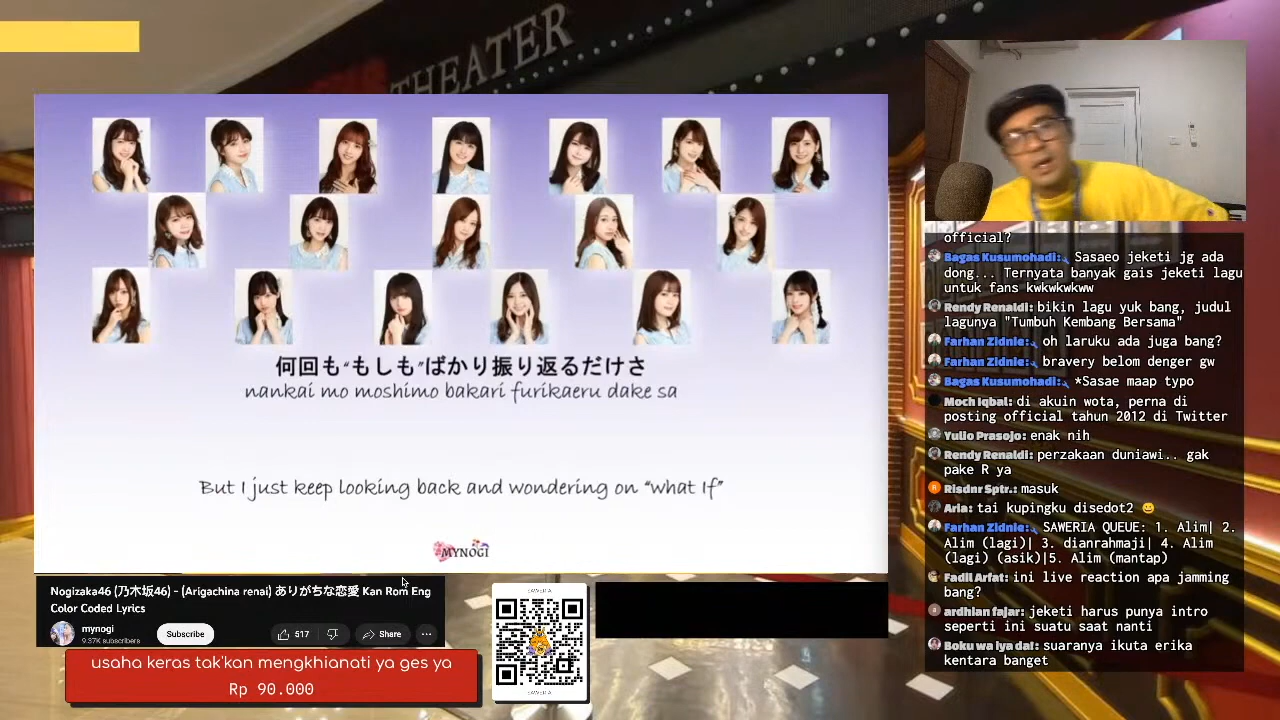 THEATER
何回も“もしも”ばかり振り返るだけさ
nankai mo moshimo bakari furikaeru dake sa
But I just keep looking back and wondering on “what If”
MYNOGI
Nogizaka46 (乃木坂46) - (Arigachina renai) ありがちな恋愛 Kan Rom Eng
Color Coded Lyrics
mynogi
9.37K subscribers
Subscribe
517
Share
usaha keras tak'kan mengkhianati ya ges ya
Rp 90.000
SAWERIA
SAWERIA
official?
Bagas Kusumohadi: Sasaeo jeketi jg ada
dong... Ternyata banyak gais jeketi lagu
untuk fans kwkwkwkww
Rendy Renaldi: bikin lagu yuk bang, judul
lagunya "Tumbuh Kembang Bersama"
Farhan Zidnie: oh laruku ada juga bang?
Farhan Zidnie: bravery belom denger gw
Bagas Kusumohadi: *Sasae maap typo
Moch Iqbal: di akuin wota, perna di
posting official tahun 2012 di Twitter
Yulio Prasojo: enak nih
Rendy Renaldi: perzakaan duniawi.. gak
pake R ya
Risdnr Sptr.: masuk
Aria: tai kupingku disedot2 😄
Farhan Zidnie: SAWERIA QUEUE: 1. Alim| 2.
Alim (lagi)| 3. dianrahmaji| 4. Alim
(lagi) (asik)|5. Alim (mantap)
Fadil Arfat: ini live reaction apa jamming
bang?
ardhian fajar: jeketi harus punya intro
seperti ini suatu saat nanti
Boku wa iya da!: suaranya ikuta erika
kentara banget